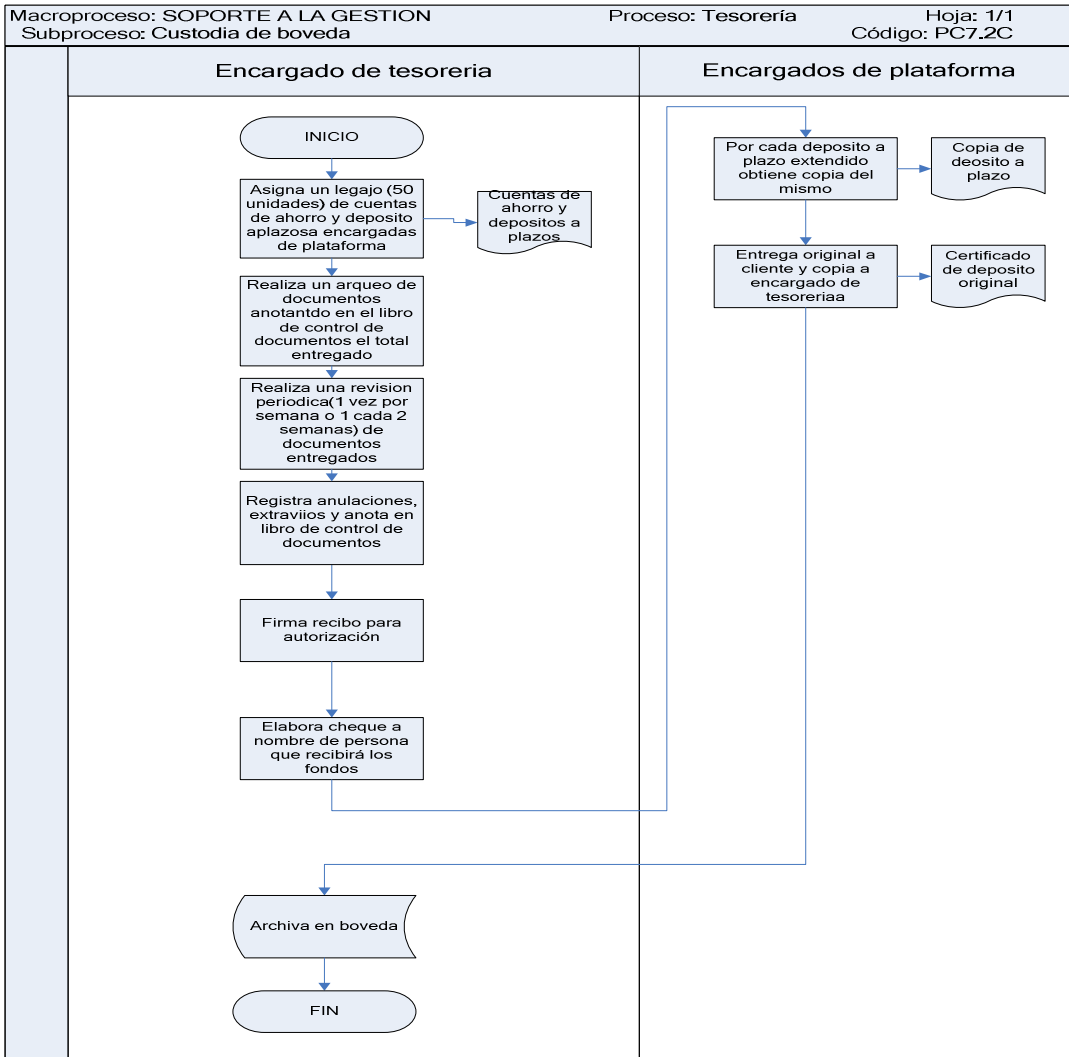 Macroproceso: SOPORTE A LA GESTION Proceso: Tesorería Hoja: 1/1
Subproceso: Custodia de boveda Código: PC7.2C
Encargado de tesoreria
Encargados de plataforma
INICIO
Asigna un legajo (50
unidades) de cuentas
de ahorro y deposito
aplazosa encargadas
de plataforma
Cuentas de
ahorro y
depositos a
plazos
Realiza un arqueo de
documentos
anotantdo en el libro
de control de
documentos el total
entregado
Realiza una revision
periodica(1 vez por
semana o 1 cada 2
semanas) de
documentos
entregados
Registra anulaciones,
extraviios y anota en
libro de control de
documentos
Firma recibo para
autorización
Elabora cheque a
nombre de persona
que recibirá los
fondos
Por cada deposito a
plazo extendido
obtiene copia del
mismo
Copia de
deosito a
plazo
Entrega original a
cliente y copia a
encargado de
tesoreriaa
Certificado
de deposito
original
Archiva en boveda
FIN